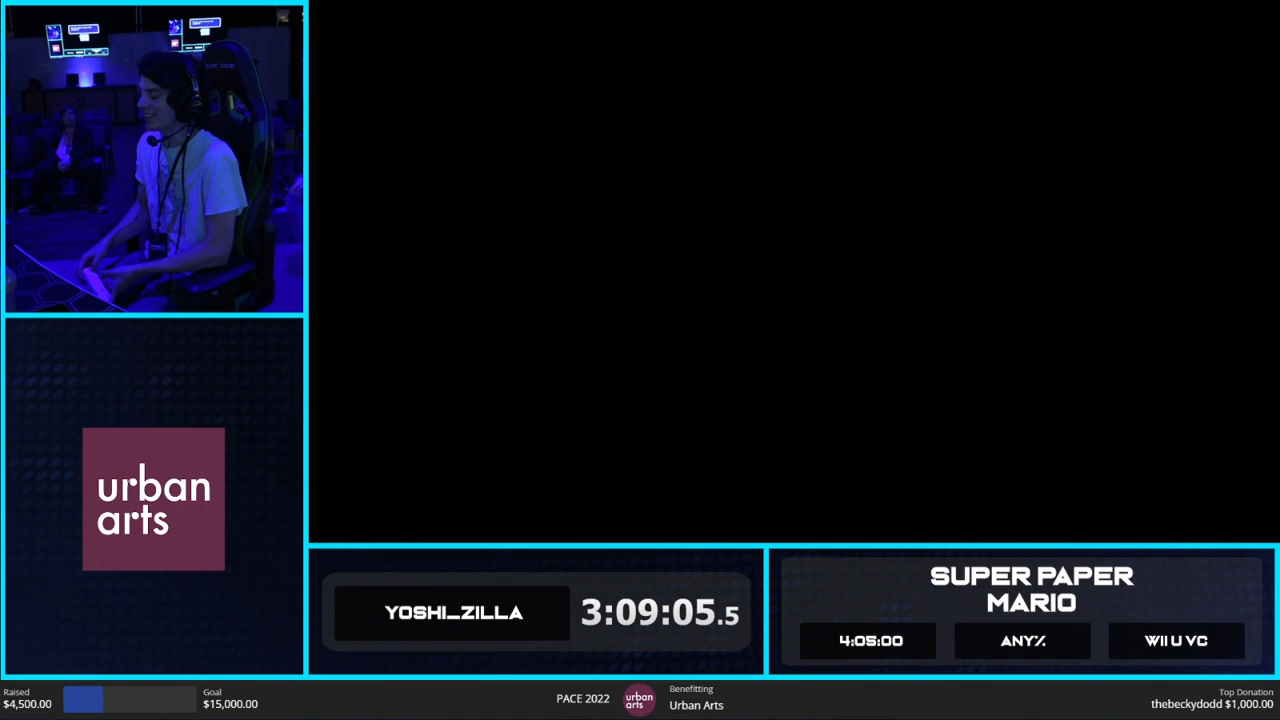 urban
arts
YOSHI_ZILLA
3:09:05.5
SUPER PAPER
MARIO
4:05:00
ANY%
WII U VC
Raised
$4,500.00
Goal
$15,000.00
PACE 2022
urban
arts
Benefitting
Urban Arts
Top Donation
thebeckydodd $1,000.00